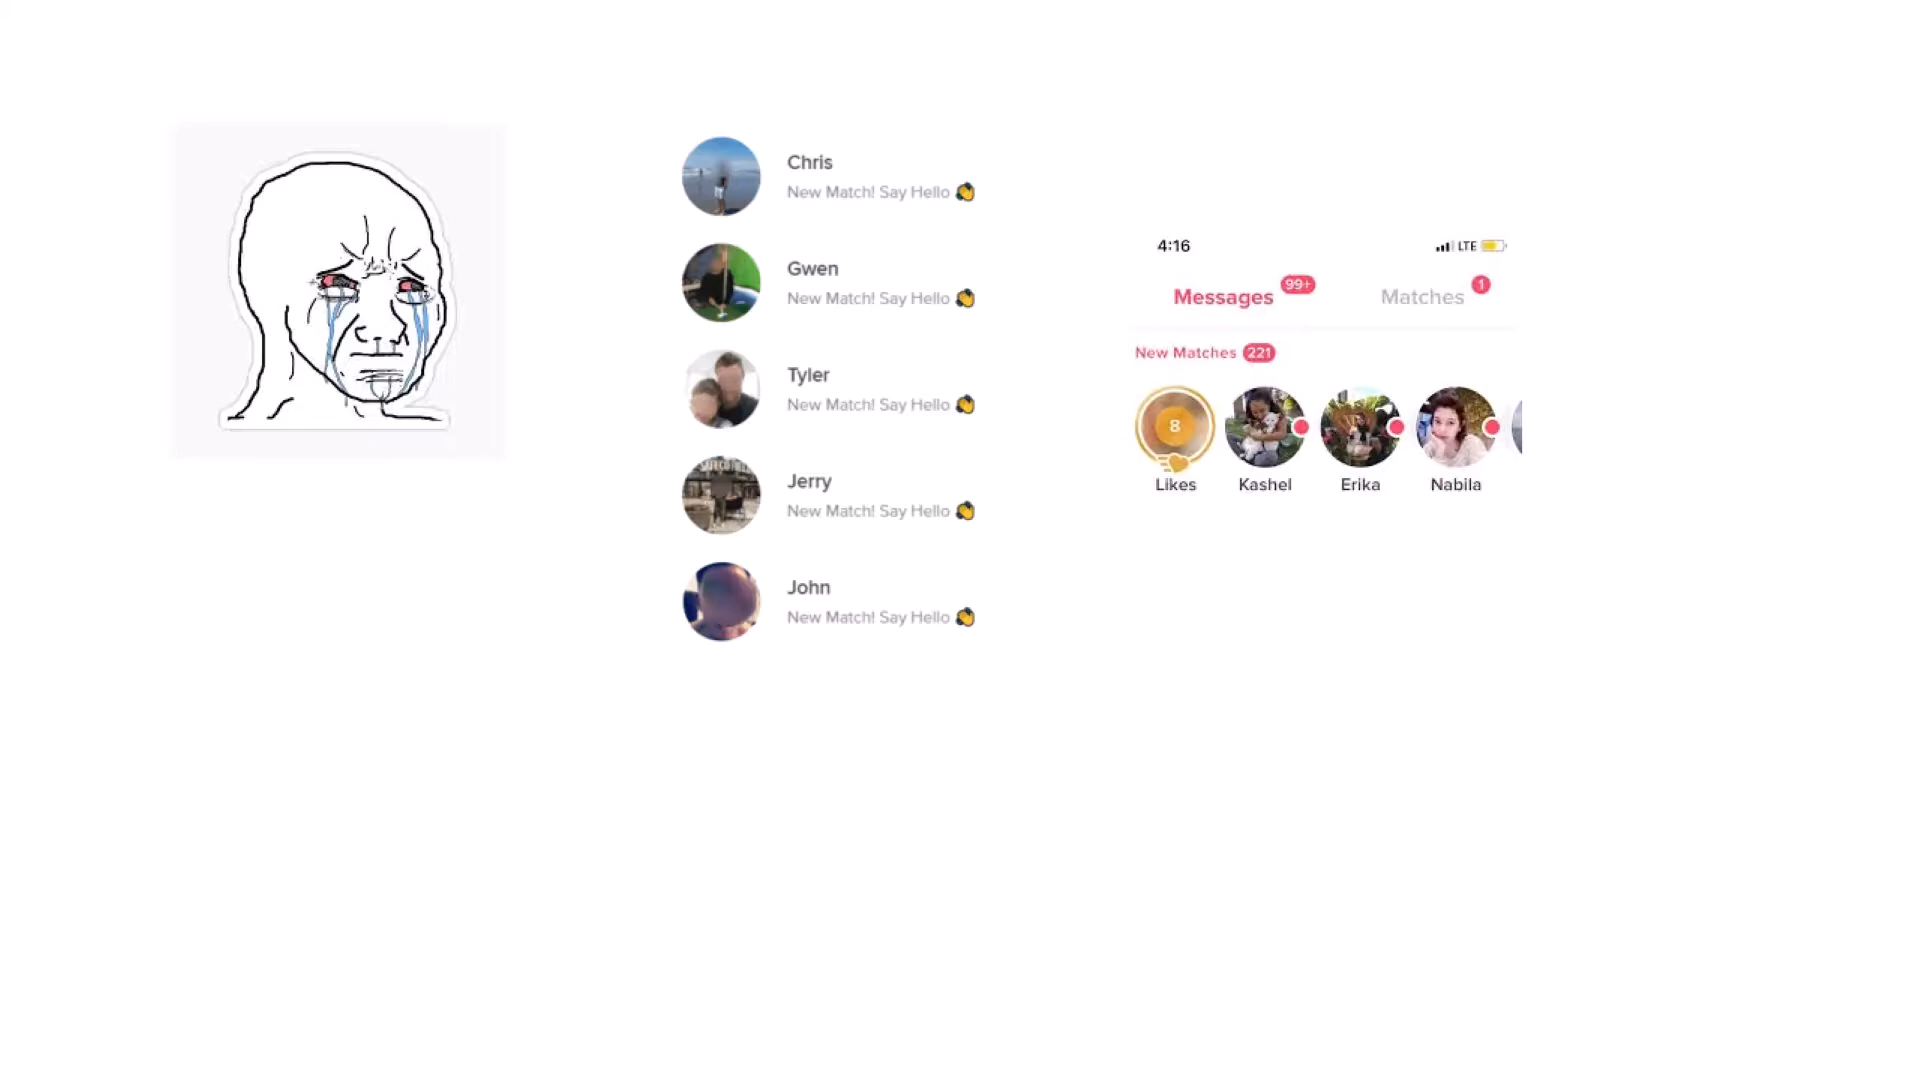 Chris
New Match! Say Hello 👋
Gwen
New Match! Say Hello 👋
Tyler
New Match! Say Hello 👋
Jerry
New Match! Say Hello 👋
John
New Match! Say Hello 👋
4:16 LTE
Messages 99+ Matches 1
New Matches 221
8
Likes Kashel Erika Nabila